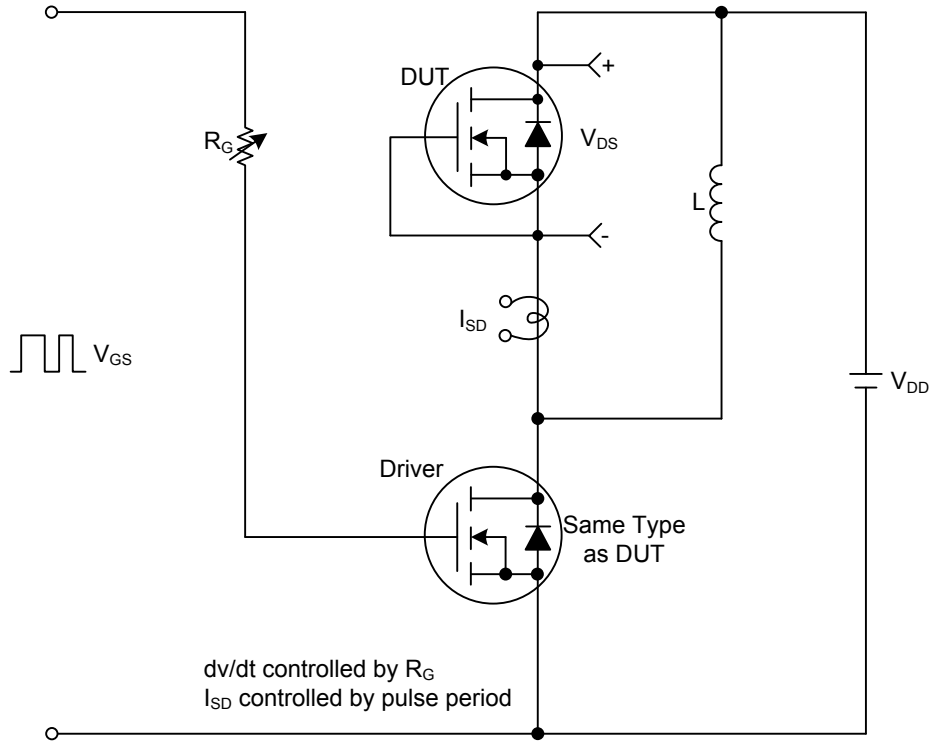 DUT
+
R_G
V_DS
L
-
I_SD
V_GS
V_DD
Driver
Same Type
as DUT
dv/dt controlled by R_G
I_SD controlled by pulse period